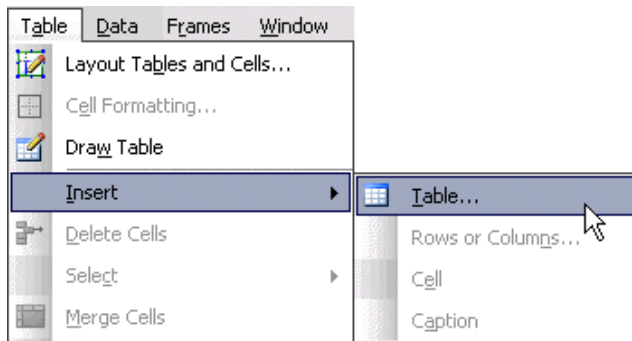 Table Data Frames Window
Layout Tables and Cells...
Cell Formatting...
Draw Table
Insert
Table...
Delete Cells
Rows or Columns...
Select
Cell
Merge Cells
Caption